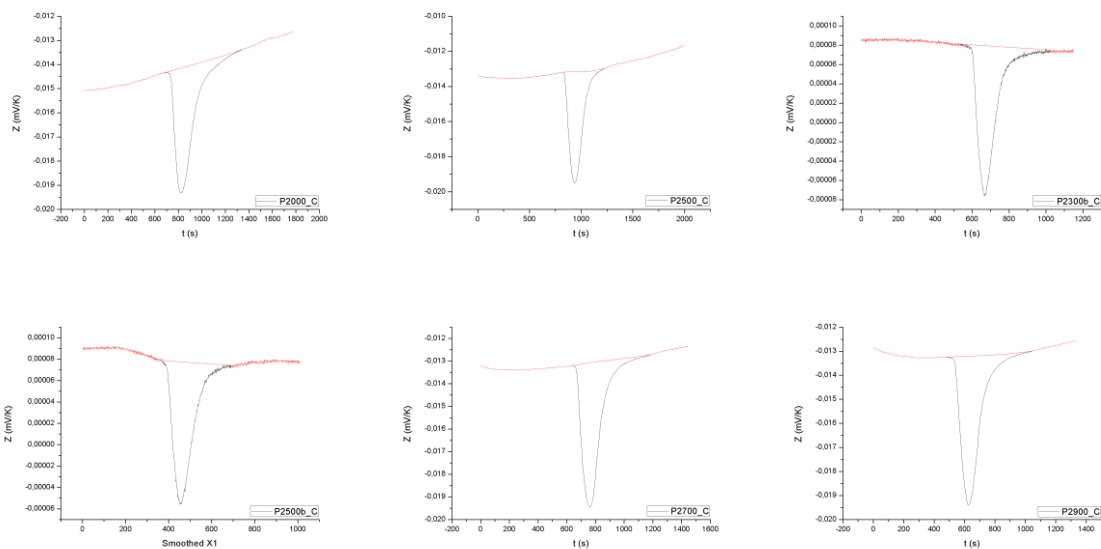 -0,012
-0,013
-0,014
-0,015
-0,016
-0,017
-0,018
-0,019
-0,020
Z (mV/K)
-200 0 200 400 600 800 1000 1200 1400 1600 1800 2000
t (s)
P2000_C
-0,010
-0,012
-0,014
-0,016
-0,018
-0,020
Z (mV/K)
0 500 1000 1500 2000
t (s)
P2500_C
0,00010
0,00008
0,00006
0,00004
0,00002
0,00000
-0,00002
-0,00004
-0,00006
-0,00008
Z (mV/K)
0 200 400 600 800 1000 1200
t (s)
P2300b_C
0,00010
0,00008
0,00006
0,00004
0,00002
0,00000
-0,00002
-0,00004
-0,00006
Z (mV/K)
0 200 400 600 800 1000
Smoothed X1
P2500b_C
-0,012
-0,013
-0,014
-0,015
-0,016
-0,017
-0,018
-0,019
-0,020
Z (mV/K)
-200 0 200 400 600 800 1000 1200 1400 1600
t (s)
P2700_C
-0,012
-0,013
-0,014
-0,015
-0,016
-0,017
-0,018
-0,019
-0,020
Z (mV/K)
-200 0 200 400 600 800 1000 1200 1400
t (s)
P2900_C